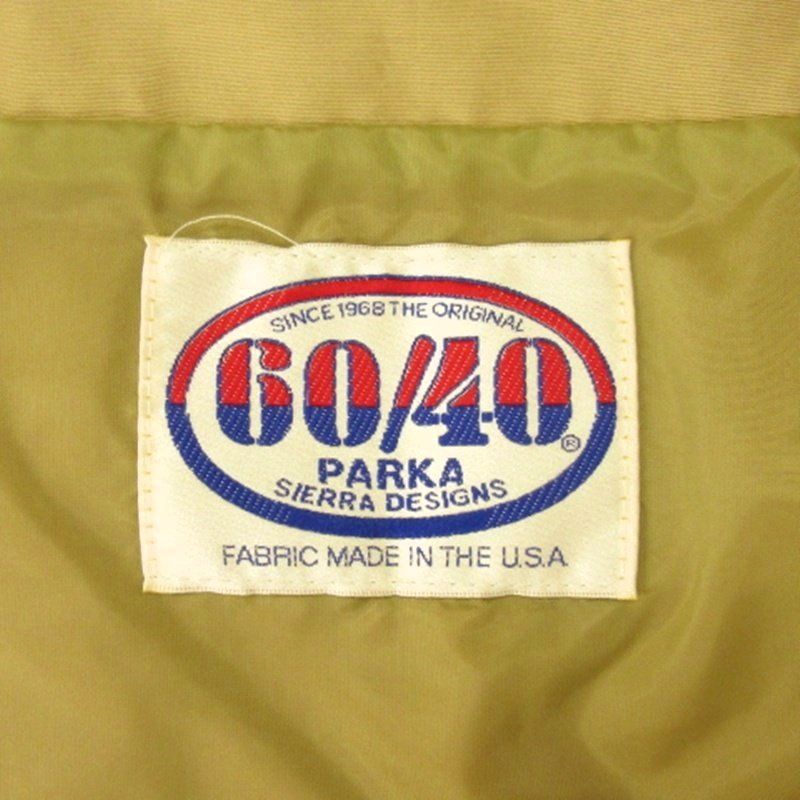 SINCE 1968 THE ORIGINAL
60/40®
PARKA
SIERRA DESIGNS
FABRIC MADE IN THE U.S.A.